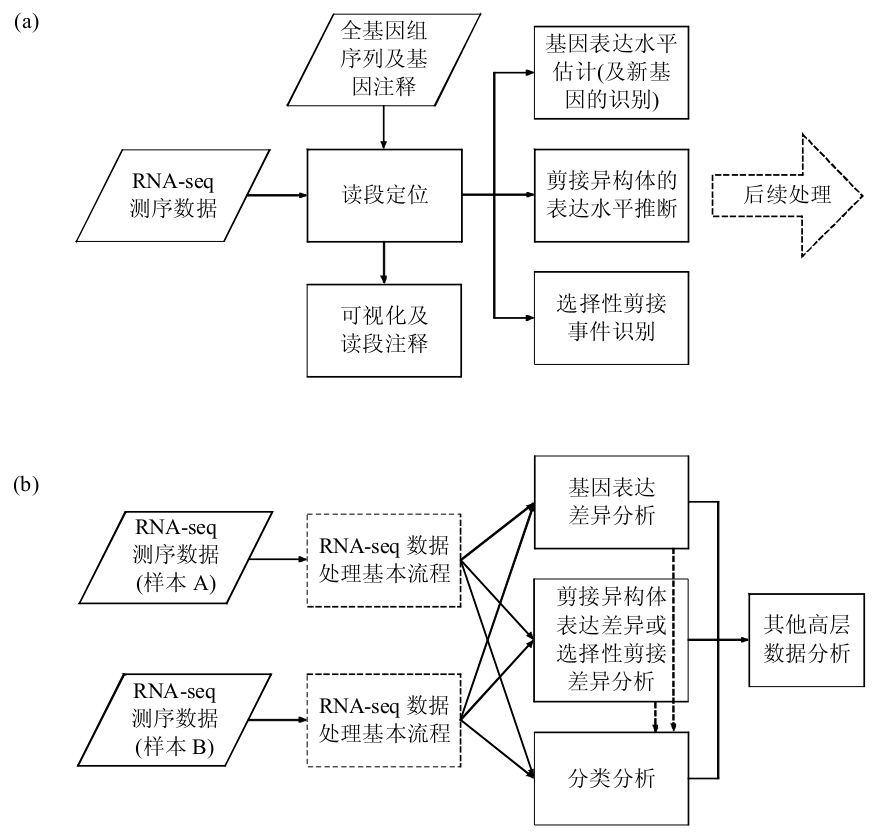 (a)
全基因组
序列及基
因注释
基因表达水平
估计(及新基
因的识别)
RNA-seq
测序数据
读段定位
剪接异构体的
表达水平推断
后续处理
可视化及
读段注释
选择性剪接
事件识别
(b)
RNA-seq
测序数据
(样本 A)
RNA-seq 数据
处理基本流程
基因表达
差异分析
剪接异构体
表达差异或
选择性剪接
差异分析
其他高层
数据分析
RNA-seq
测序数据
(样本 B)
RNA-seq 数据
处理基本流程
分类分析